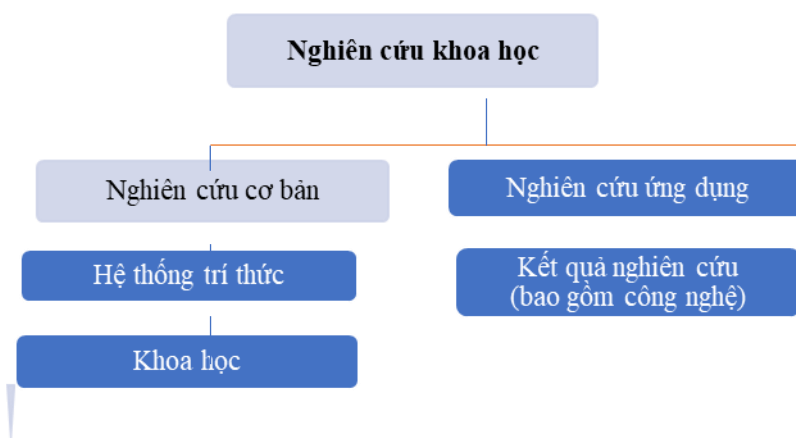 Nghiên cứu khoa học
Nghiên cứu cơ bản
Nghiên cứu ứng dụng
Hệ thống trí thức
Kết quả nghiên cứu
(bao gồm công nghệ)
Khoa học